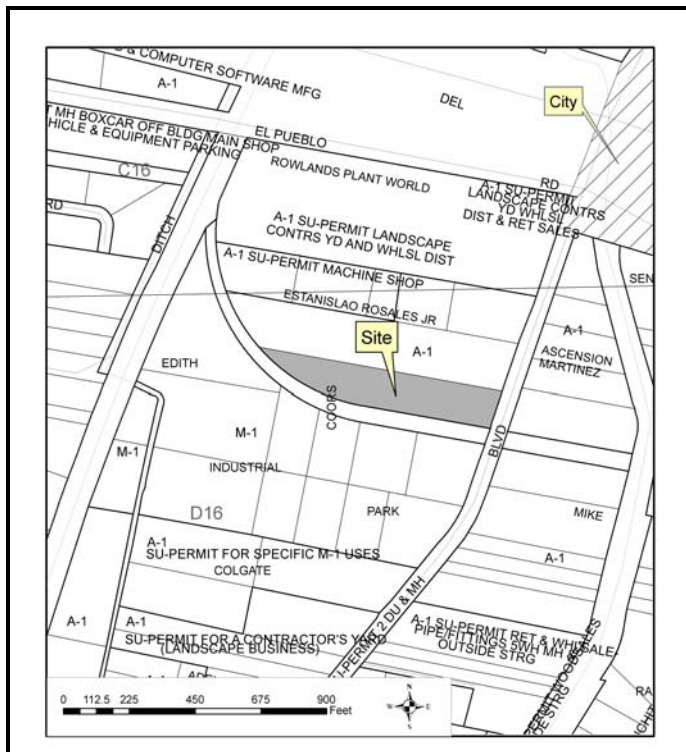 & COMPUTER SOFTWARE MFG
A-1
DEL
City
EL PUEBLO
RD
MH BOXCAR OFF BLDG/MAIN SHOP
VEHICLE & EQUIPMENT PARKING
C16
ROWLANDS PLANT WORLD
A-1 SU-PERMIT
LANDSCAPE CONTRS
YD WHLSL
DIST & RET SALES
RD
DITCH
A-1 SU-PERMIT LANDSCAPE
CONTRS YD AND WHLSL DIST
A-1 SU-PERMIT MACHINE SHOP
SEN
ESTANISLAO ROSALES JR
Site
A-1
A-1
ASCENSION
MARTINEZ
EDITH
COORS
M-1
BLVD
M-1
INDUSTRIAL
D16
PARK
MIKE
A-1
SU-PERMIT FOR SPECIFIC M-1 USES
COLGATE
A-1
A-1
A-1
SU-PERMIT FOR A CONTRACTOR'S YARD
(LANDSCAPE BUSINESS)
2 DU & MH
A-1 SU-PERMIT RET & WHLSALE
PIPE/FITTINGS 5WH MH &
OUTSIDE STRG
0 112.5 225 450 675 900
Feet
N
W E
S